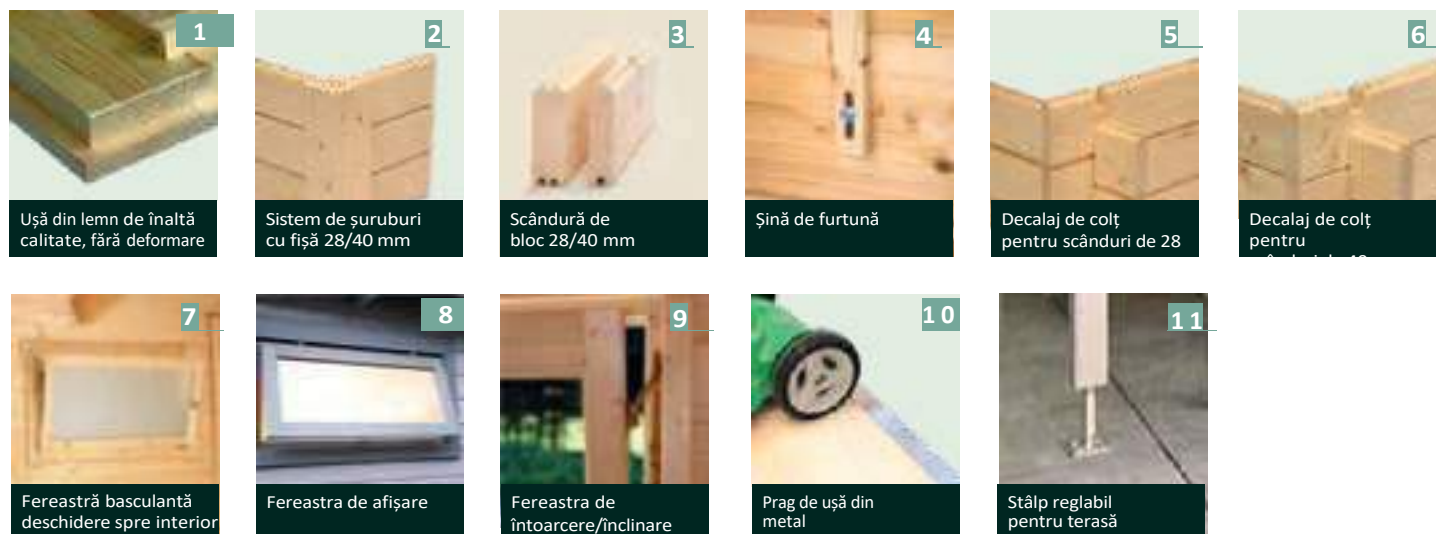 1
Ușă din lemn de înaltă
calitate, fără deformare
2
Sistem de șuruburi
cu fișă 28/40 mm
3
Scândură de
bloc 28/40 mm
4
Șină de furtună
5
Decalaj de colț
pentru scânduri de 28
6
Decalaj de colț
pentru
7
Fereastră basculantă
deschidere spre interior
8
Fereastra de afișare
9
Fereastra de
întoarcere/înclinare
10
Prag de ușă din
metal
11
Stâlp reglabil
pentru terasă